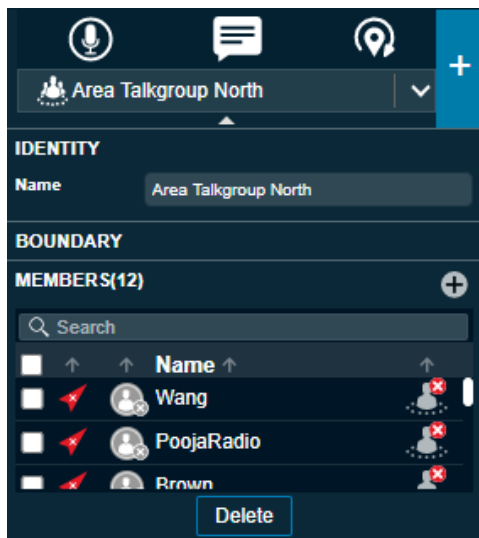 Area Talkgroup North
IDENTITY
Name Area Talkgroup North
BOUNDARY
MEMBERS(12)
Search
Name
Wang
PoojaRadio
Brown
Delete